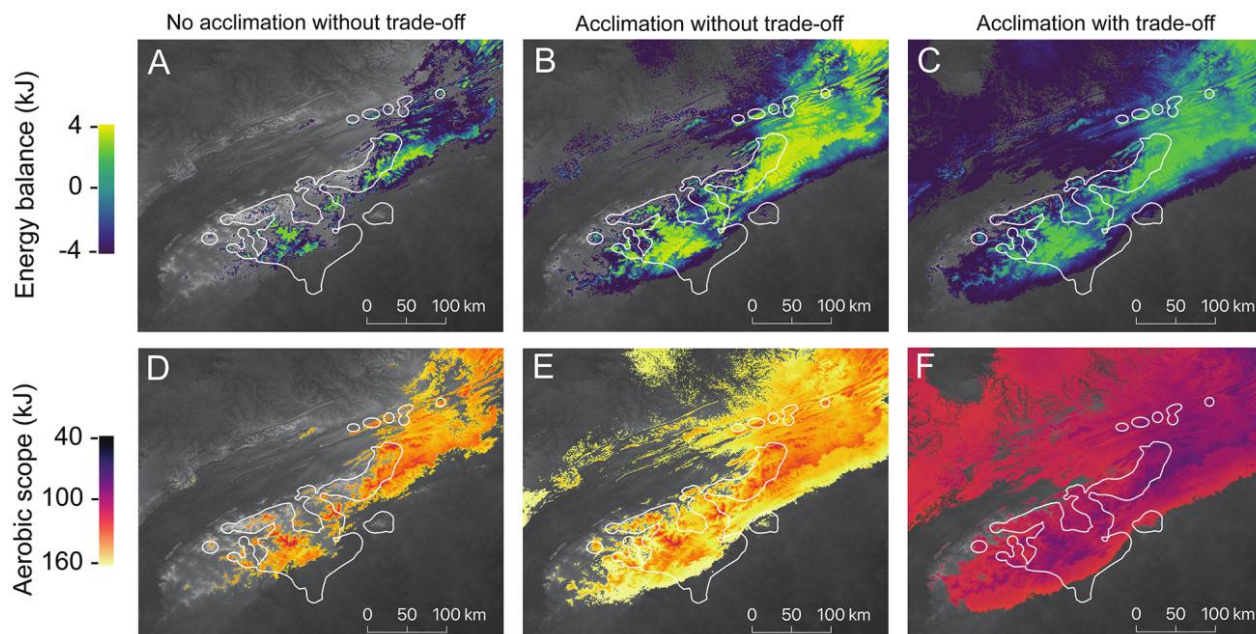 No acclimation without trade-off
Acclimation without trade-off
Acclimation with trade-off
Energy balance (kJ)
4
0
-4
A
0 50 100 km
B
0 50 100 km
C
0 50 100 km
Aerobic scope (kJ)
40
100
160
D
0 50 100 km
E
0 50 100 km
F
0 50 100 km